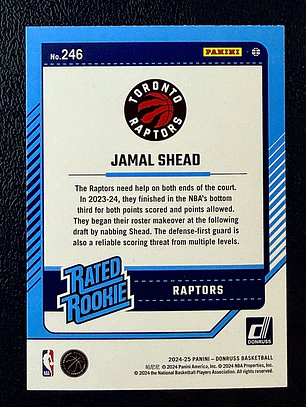 No.246
PANINI
TORONTO
RAPTORS
JAMAL SHEAD
The Raptors need help on both ends of the court.
In 2023-24, they finished in the NBA's bottom
third for both points scored and points allowed.
They began their roster makeover at the following
draft by nabbing Shead. The defense-first guard is
also a reliable scoring threat from multiple levels.
RATED
ROOKIE
RAPTORS
DONRUSS
2024-25 PANINI – DONRUSS BASKETBALL
帕尼尼 © 2024 Panini America, Inc. © 2024 NBA Properties, Inc.
© 2024 the National Basketball Players Association. All rights reserved.